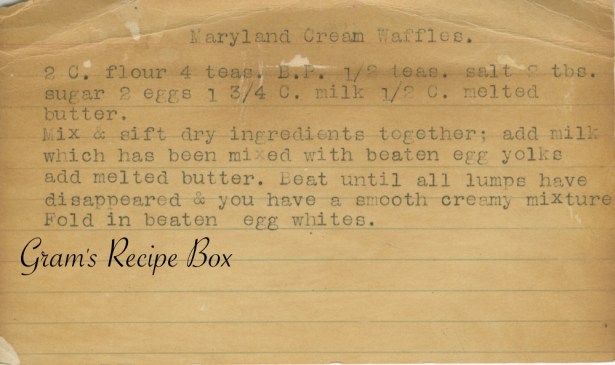 Maryland Cream Waffles.
2 C. flour 4 teas. B.P. 1/2 teas. salt 2 tbs.
sugar 2 eggs 1 3/4 C. milk 1/2 C. melted
butter.
Mix & sift dry ingredients together; add milk
which has been mixed with beaten egg yolks
add melted butter. Beat until all lumps have
disappeared & you have a smooth creamy mixture
Fold in beaten egg whites.
Gram's Recipe Box